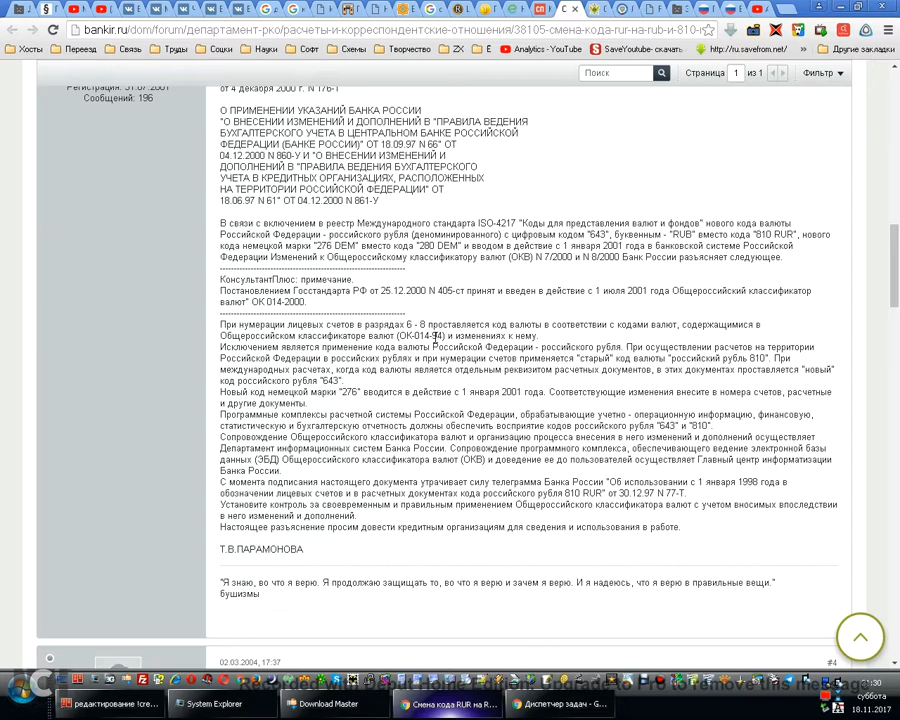 bankir.ru/dom/forum/департамент-рко/расчеты-и-корреспондентские-отношения/38105-смена-кода-rur-на-rub-и-810-н
Хосты Переезд Связь Труды Соцки Науки Софт Схемы Творчество ZX Ё Analytics - YouTube SaveYoutube- скачать http://ru.savefrom.net/ Другие закладки
Поиск Страница 1 из 1 Фильтр
Регистрация: 31.07.2001
Сообщений: 196
от 4 декабря 2000 г. N 176-Т
О ПРИМЕНЕНИИ УКАЗАНИЙ БАНКА РОССИИ
"О ВНЕСЕНИИ ИЗМЕНЕНИЙ И ДОПОЛНЕНИЙ В "ПРАВИЛА ВЕДЕНИЯ
БУХГАЛТЕРСКОГО УЧЕТА В ЦЕНТРАЛЬНОМ БАНКЕ РОССИЙСКОЙ
ФЕДЕРАЦИИ (БАНКЕ РОССИИ)" ОТ 18.09.97 N 66" ОТ
04.12.2000 N 860-У И "О ВНЕСЕНИИ ИЗМЕНЕНИЙ И
ДОПОЛНЕНИЙ В "ПРАВИЛА ВЕДЕНИЯ БУХГАЛТЕРСКОГО
УЧЕТА В КРЕДИТНЫХ ОРГАНИЗАЦИЯХ, РАСПОЛОЖЕННЫХ
НА ТЕРРИТОРИИ РОССИЙСКОЙ ФЕДЕРАЦИИ" ОТ
18.06.97 N 61" ОТ 04.12.2000 N 861-У
В связи с включением в реестр Международного стандарта ISO-4217 "Коды для представления валют и фондов" нового кода валюты
Российской Федерации - российского рубля (деноминированного) с цифровым кодом "643", буквенным - "RUB" вместо кода "810 RUR", нового
кода немецкой марки "276 DEM" вместо кода "280 DEM" и вводом в действие с 1 января 2001 года в банковской системе Российской
Федерации Изменений к Общероссийскому классификатору валют (ОКВ) N 7/2000 и N 8/2000 Банк России разъясняет следующее.
------------------------------------------------------------------
КонсультантПлюс: примечание.
Постановлением Госстандарта РФ от 25.12.2000 N 405-ст принят и введен в действие с 1 июля 2001 года Общероссийский классификатор
валют" ОК 014-2000.
------------------------------------------------------------------
При нумерации лицевых счетов в разрядах 6 - 8 проставляется код валюты в соответствии с кодами валют, содержащимися в
Общероссийском классификаторе валют (ОК-014-94) и изменениях к нему.
Исключением является применение кода валюты Российской Федерации - российского рубля. При осуществлении расчетов на территории
Российской Федерации в российских рублях и при нумерации счетов применяется "старый" код валюты "российский рубль 810". При
международных расчетах, когда код валюты является отдельным реквизитом расчетных документов, в этих документах проставляется "новый"
код российского рубля "643".
Новый код немецкой марки "276" вводится в действие с 1 января 2001 года. Соответствующие изменения внесите в номера счетов, расчетные
и другие документы.
Программные комплексы расчетной системы Российской Федерации, обрабатывающие учетно - операционную информацию, финансовую,
статистическую и бухгалтерскую отчетность должны обеспечить восприятие кодов российского рубля "643" и "810".
Сопровождение Общероссийского классификатора валют и организацию процесса внесения в него изменений и дополнений осуществляет
Департамент информационных систем Банка России. Сопровождение программного комплекса, обеспечивающего ведение электронной базы
данных (ЭБД) Общероссийского классификатора валют (ОКВ) и доведение ее до пользователей осуществляет Главный центр информатизации
Банка России.
С момента подписания настоящего документа утрачивает силу телеграмма Банка России "Об использовании с 1 января 1998 года в
обозначении лицевых счетов и в расчетных документах кода российского рубля 810 RUR" от 30.12.97 N 77-Т.
Установите контроль за своевременным и правильным применением Общероссийского классификатора валют с учетом вносимых впоследствии
в него изменений и дополнений.
Настоящее разъяснение просим довести кредитным организациям для сведения и использования в работе.
Т.В.ПАРАМОНОВА
"Я знаю, во что я верю. Я продолжаю защищать то, во что я верю и зачем я верю. И я надеюсь, что я верю в правильные вещи."
бушизмы
02.03.2004, 17:37 #4
Recorded with Debut Home Edition. Upgrade to Pro to remove this message.
01:30
суббота
18.11.2017
редактирование !cre... System Explorer Download Master Смена кода RUR на R... Диспетчер задач - G...